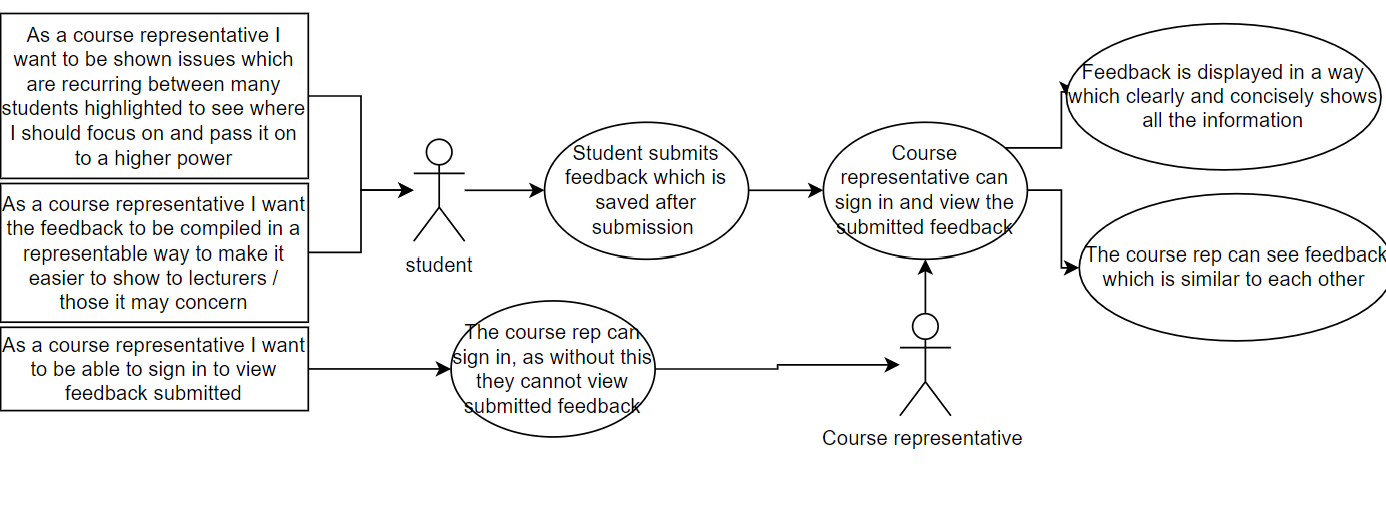 As a course representative I
want to be shown issues which
are recurring between many
students highlighted to see where
I should focus on and pass it on
to a higher power
As a course representative I want
the feedback to be compiled in a
representable way to make it
easier to show to lecturers /
those it may concern
As a course representative I want
to be able to sign in to view
feedback submitted
student
Student submits
feedback which is
saved after
submission
The course rep can
sign in, as without this
they cannot view
submitted feedback
Course
representative can
sign in and view the
submitted feedback
Course representative
Feedback is displayed in a way
which clearly and concisely shows
all the information
The course rep can see feedback
which is similar to each other